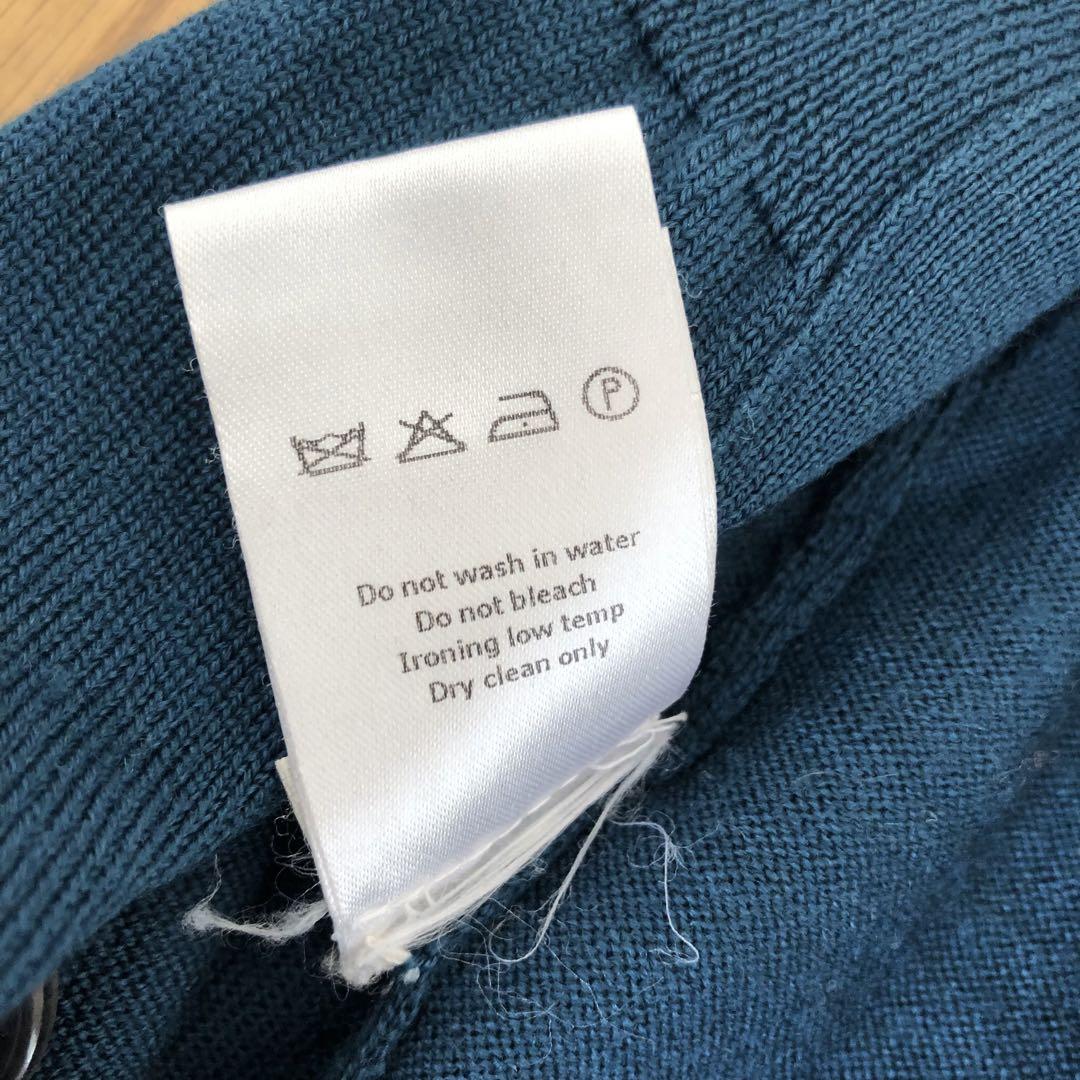 P
Do not wash in water
Do not bleach
Ironing low temp
Dry clean only